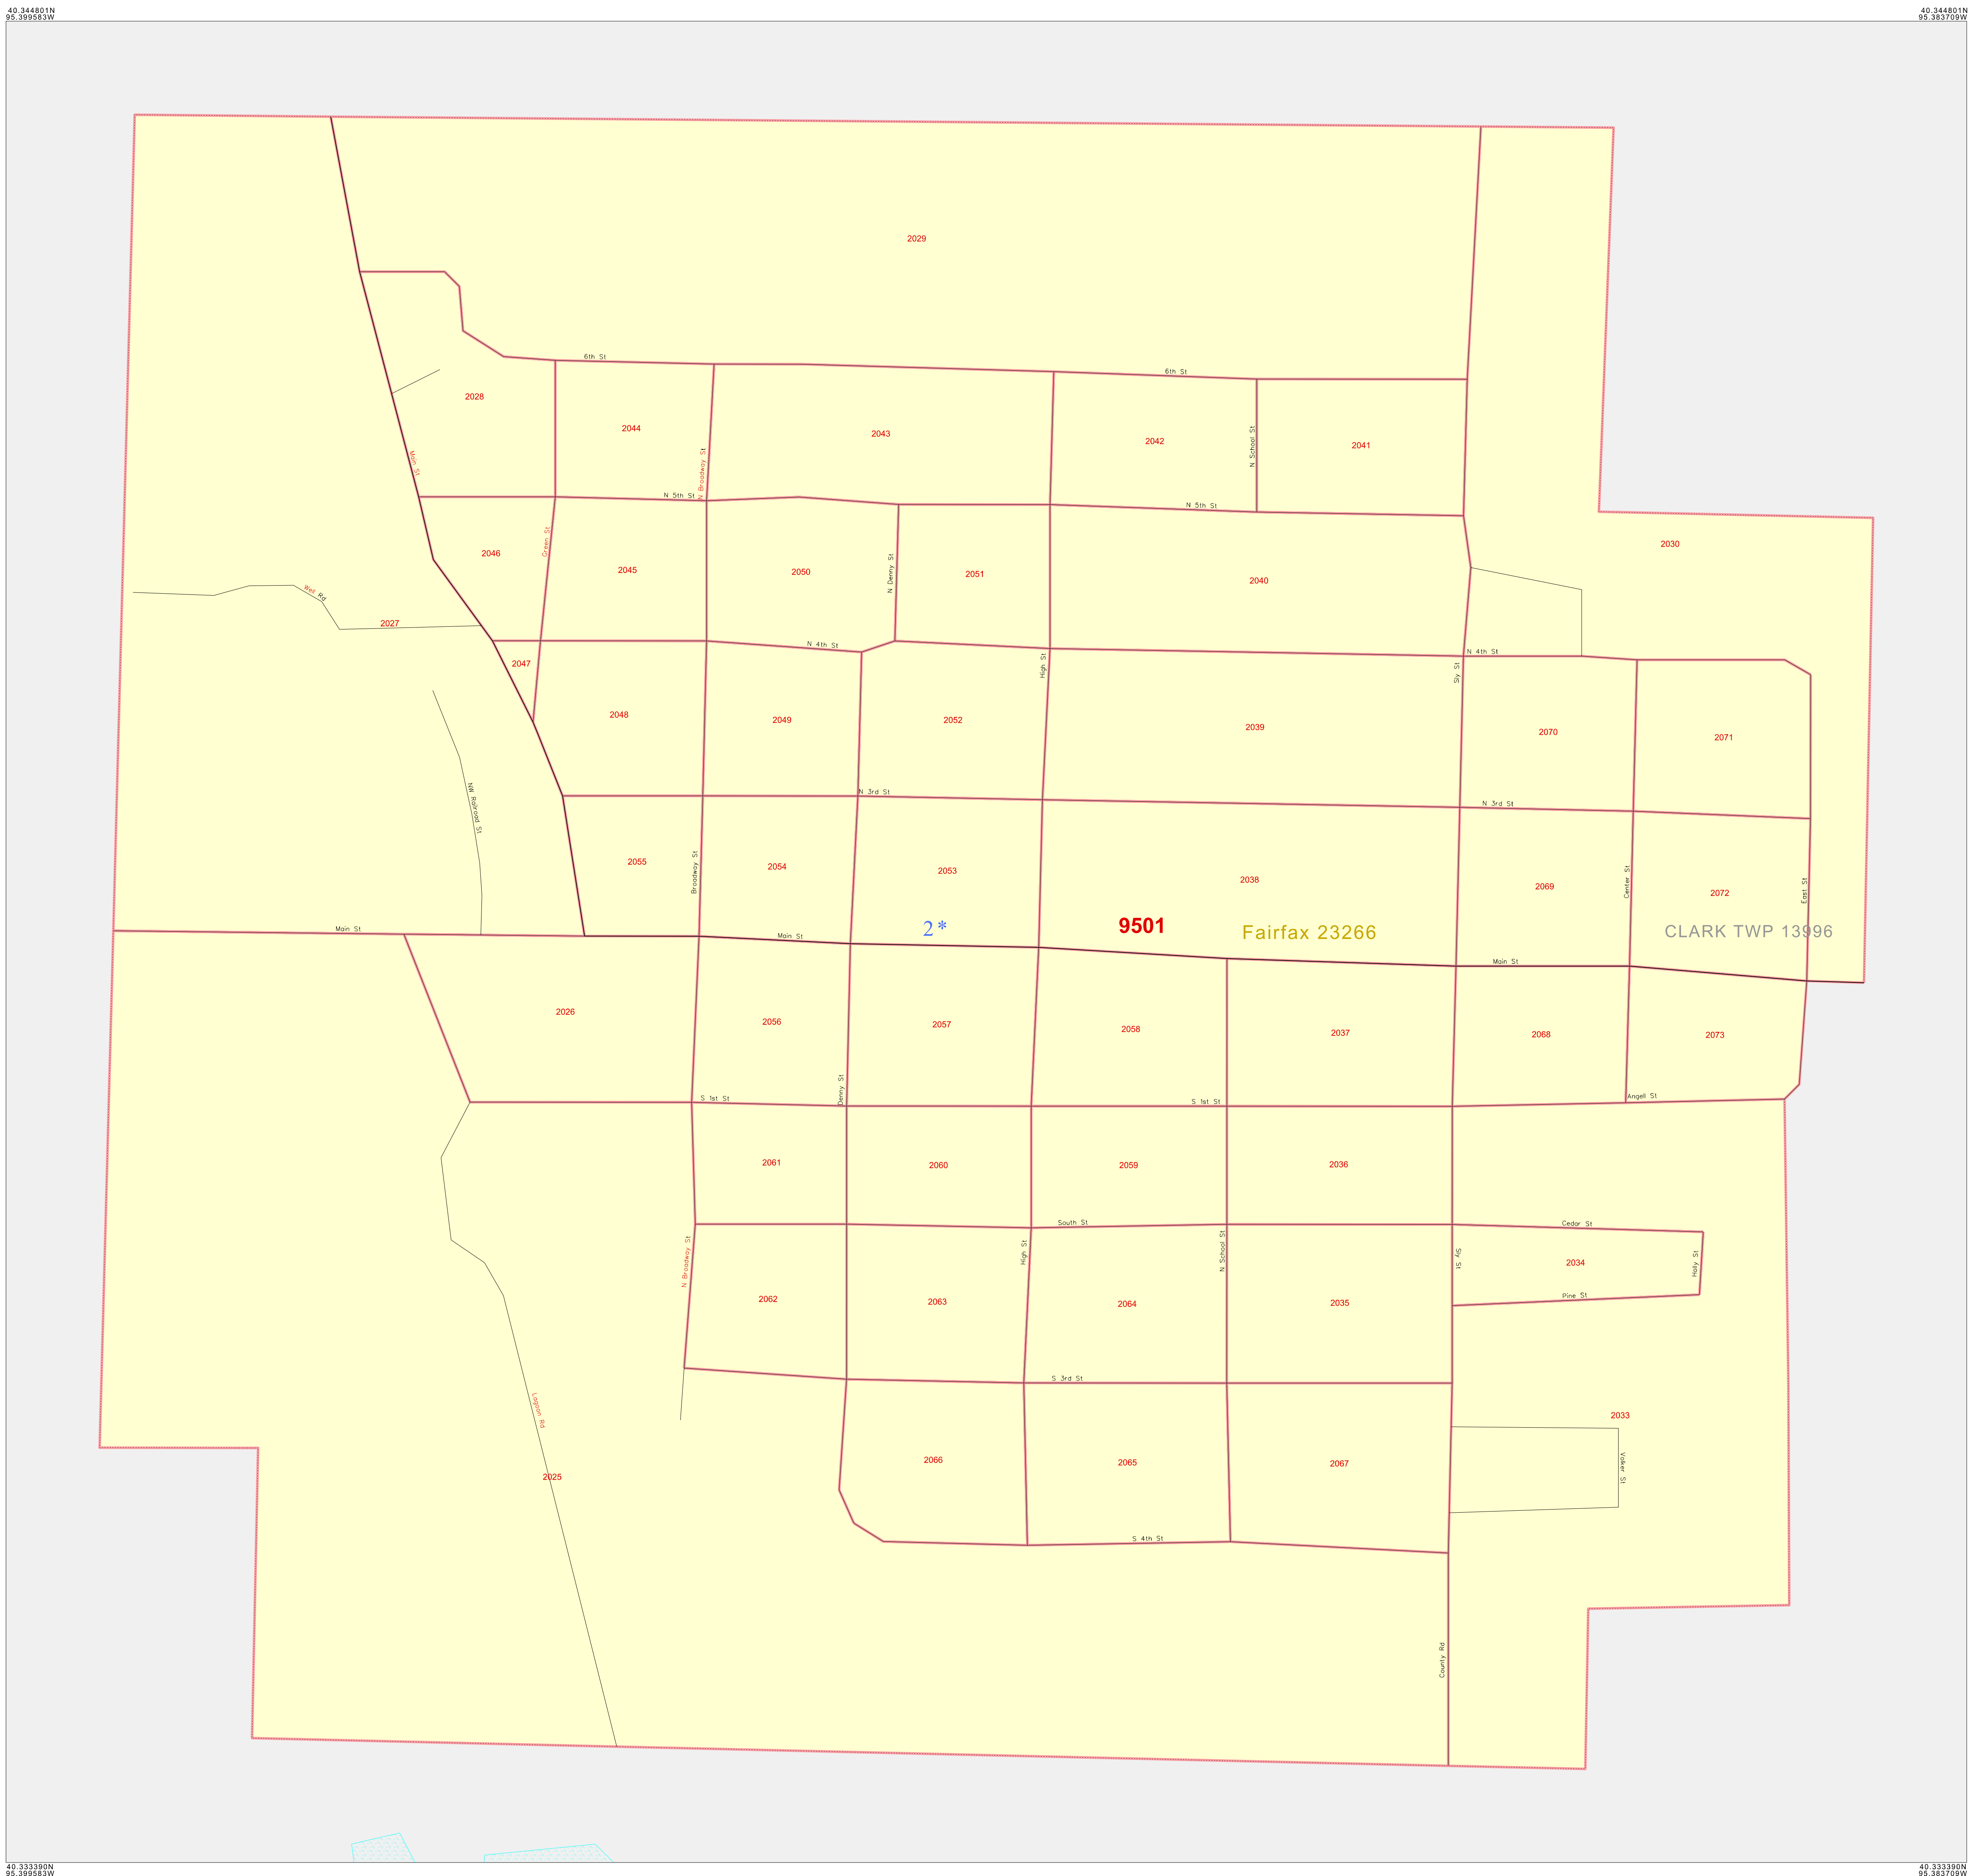 40.344801N
95.399583W
40.344801N
95.383709W
2029
6th St
6th St
2028
2044
2043
2042
N School St
2041
Main St
N Broadway St
N 5th St
N 5th St
2030
Green St
2046
2045
2050
N Denny St
2051
2040
Well Rd
2027
N 4th St
N 4th St
2047
High St
Sly St
2048
2049
2052
2039
2070
2071
NW Railroad St
N 3rd St
N 3rd St
2055
Broadway St
2054
2053
2038
2069
Center St
2072
East St
Main St
Main St
2*
9501
Fairfax 23266
CLARK TWP 13996
Main St
2026
2056
2057
2058
2037
2068
2073
Denny St
S 1st St
S 1st St
Angell St
2061
2060
2059
2036
South St
Cedar St
N Broadway St
High St
N School St
Sly St
2034
Holly St
2062
2063
2064
2035
Pine St
S 3rd St
Lagoon Rd
2033
2025
2066
2065
2067
Volker St
S 4th St
County Rd
40.333390N
95.399583W
40.333390N
95.383709W